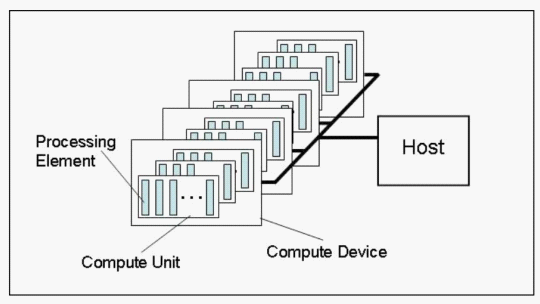 Processing
Element
Host
Compute Device
Compute Unit